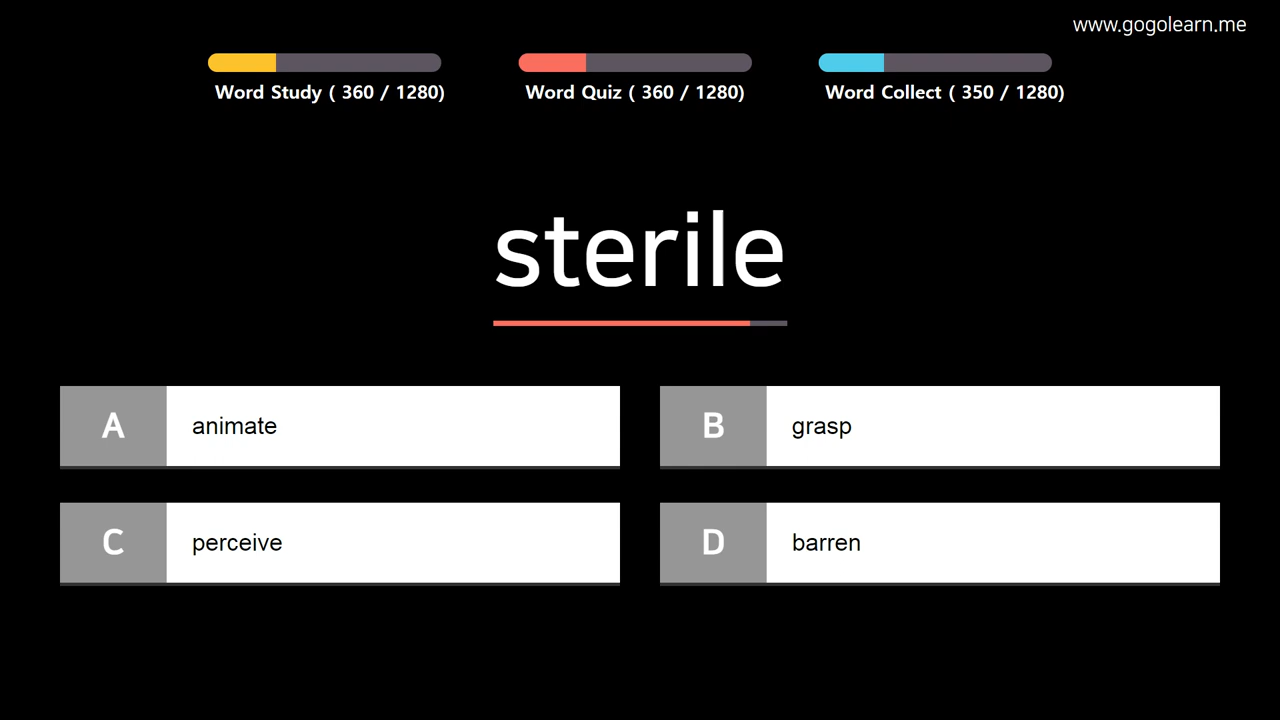 www.gogolearn.me
Word Study ( 360 / 1280)
Word Quiz ( 360 / 1280)
Word Collect ( 350 / 1280)
sterile
A animate
B grasp
C perceive
D barren